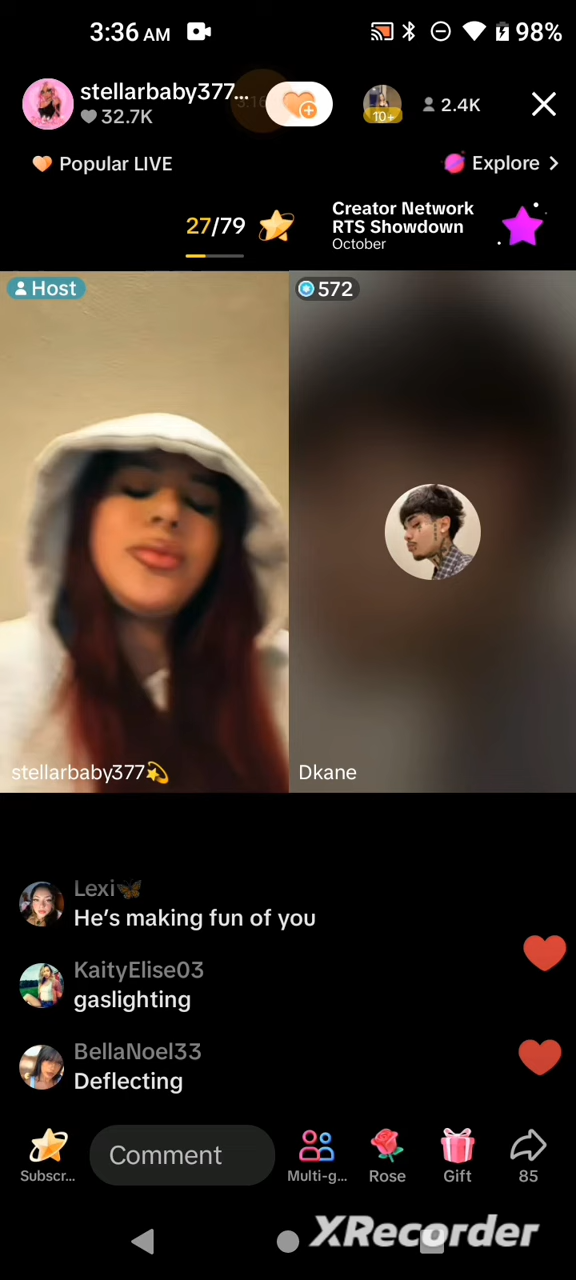 3:36 AM
98%
stellarbaby377...
32.7K
10+
2.4K
Popular LIVE
Explore >
27/79
Creator Network
RTS Showdown
October
Host
572
stellarbaby377💫
Dkane
Lexi🦋
He's making fun of you
KaityElise03
gaslighting
BellaNoel33
Deflecting
Subscr...
Comment
Multi-g...
Rose
Gift
85
XRecorder